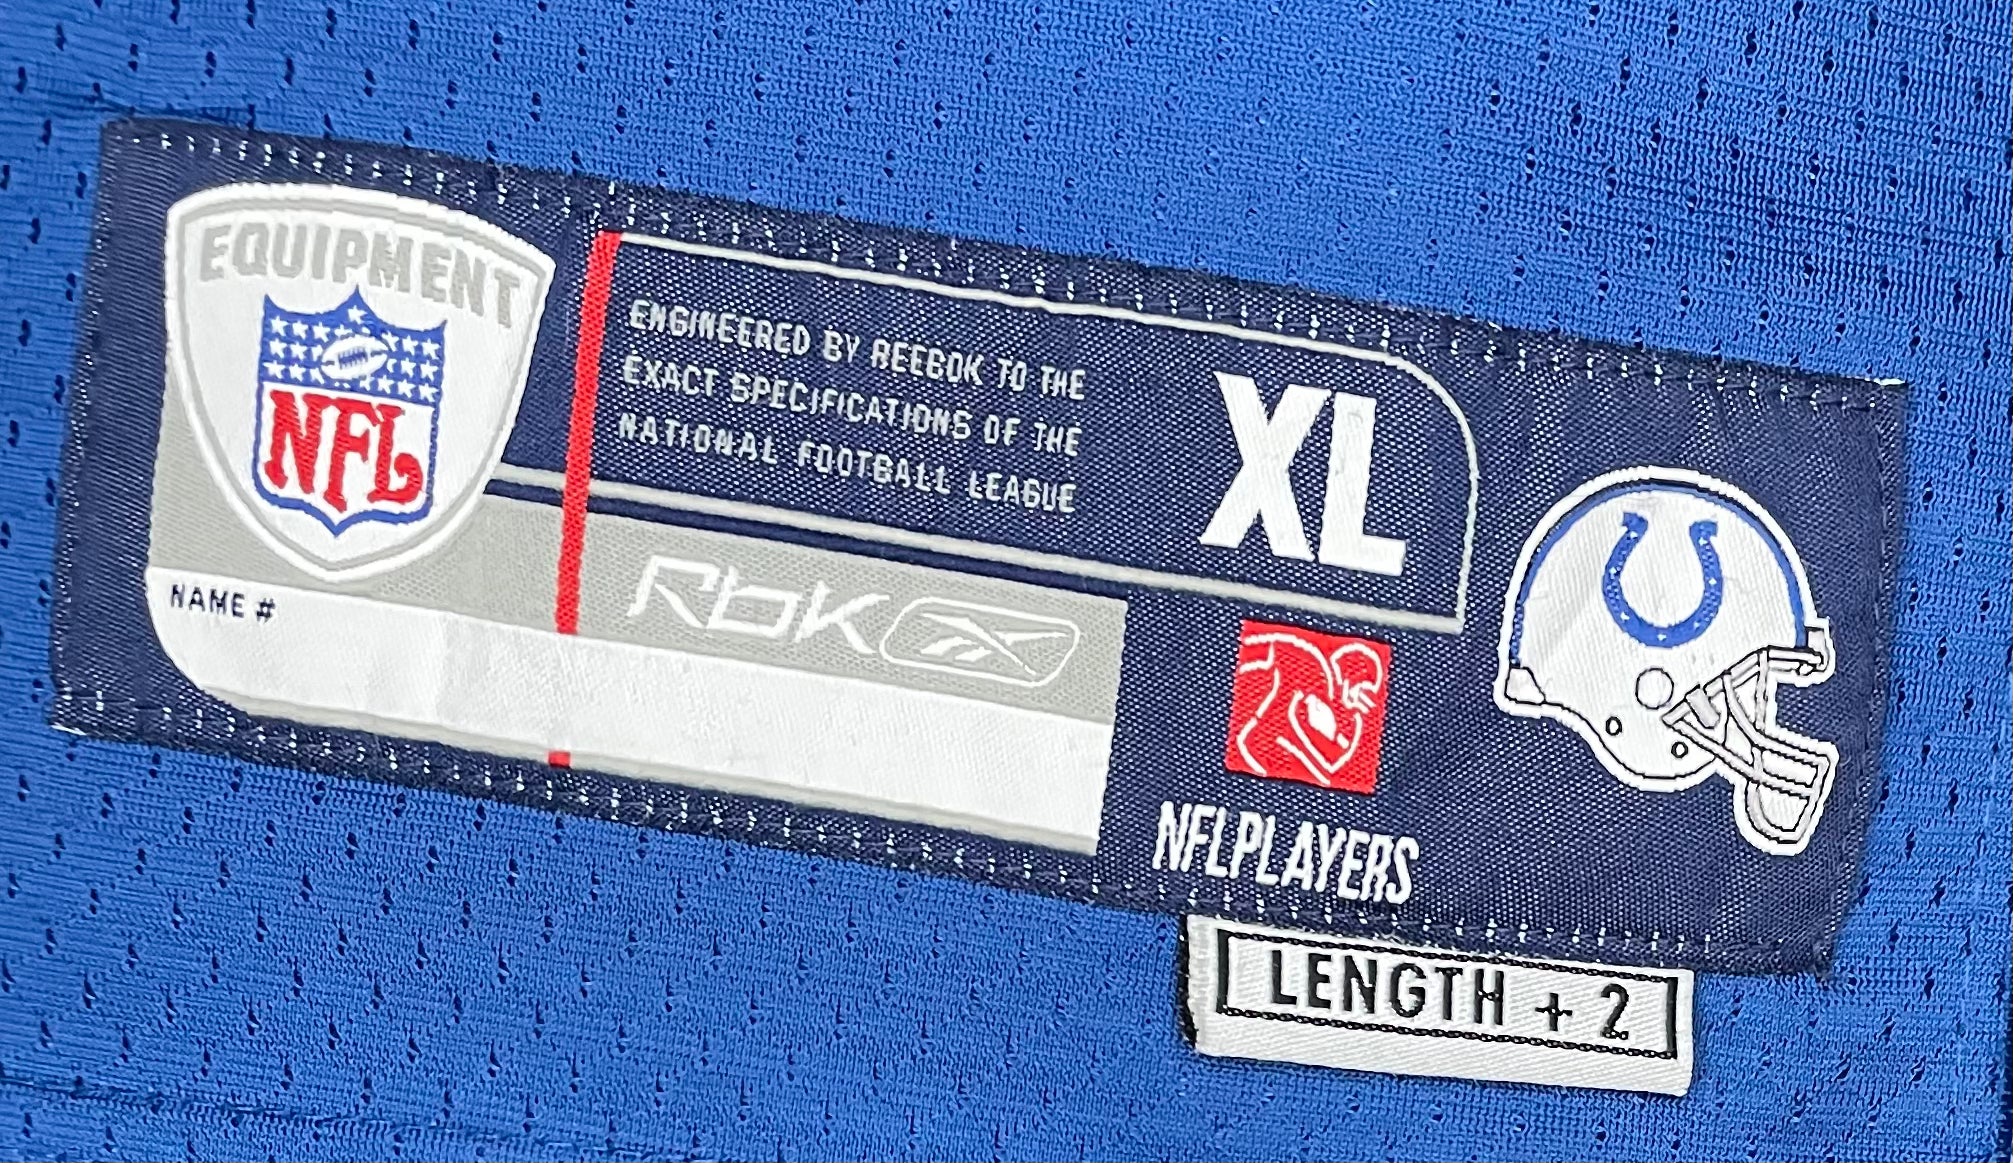 EQUIPMENT
NFL
ENGINEERED BY REEBOK TO THE
EXACT SPECIFICATIONS OF THE
NATIONAL FOOTBALL LEAGUE
XL
NAME #
Rbk
NFLPLAYERS
LENGTH + 2